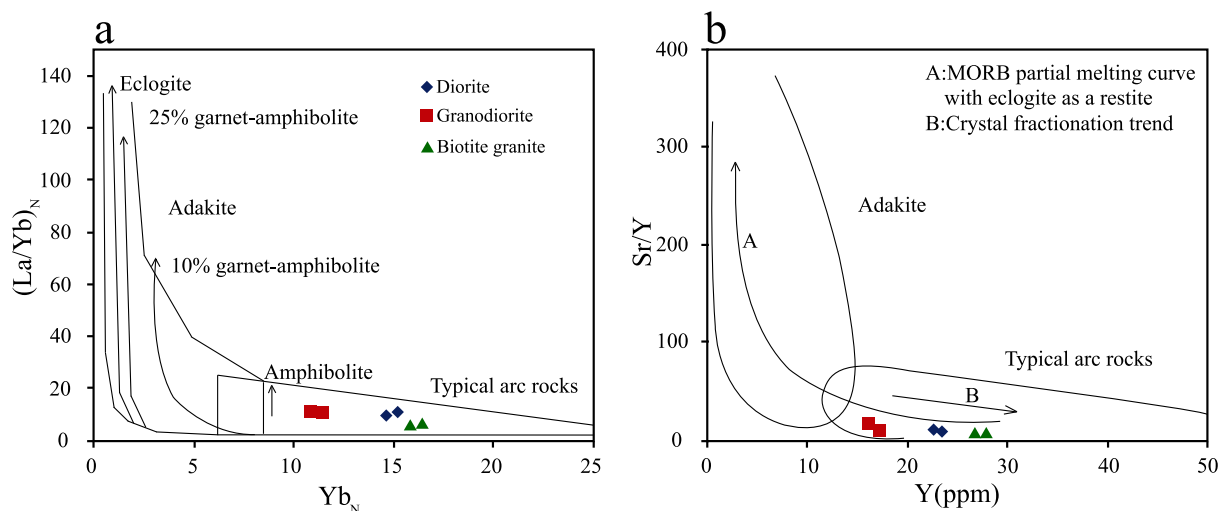 a
140
120
100
80
60
40
20
0
(La/Yb)N
Eclogite
25% garnet-amphibolite
Adakite
10% garnet-amphibolite
Amphibolite
Typical arc rocks
Diorite
Granodiorite
Biotite granite
0 5 10 15 20 25
YbN
b
400
300
200
100
0
Sr/Y
A:MORB partial melting curve
with eclogite as a restite
B:Crystal fractionation trend
Adakite
A
Typical arc rocks
B
0 10 20 30 40 50
Y(ppm)